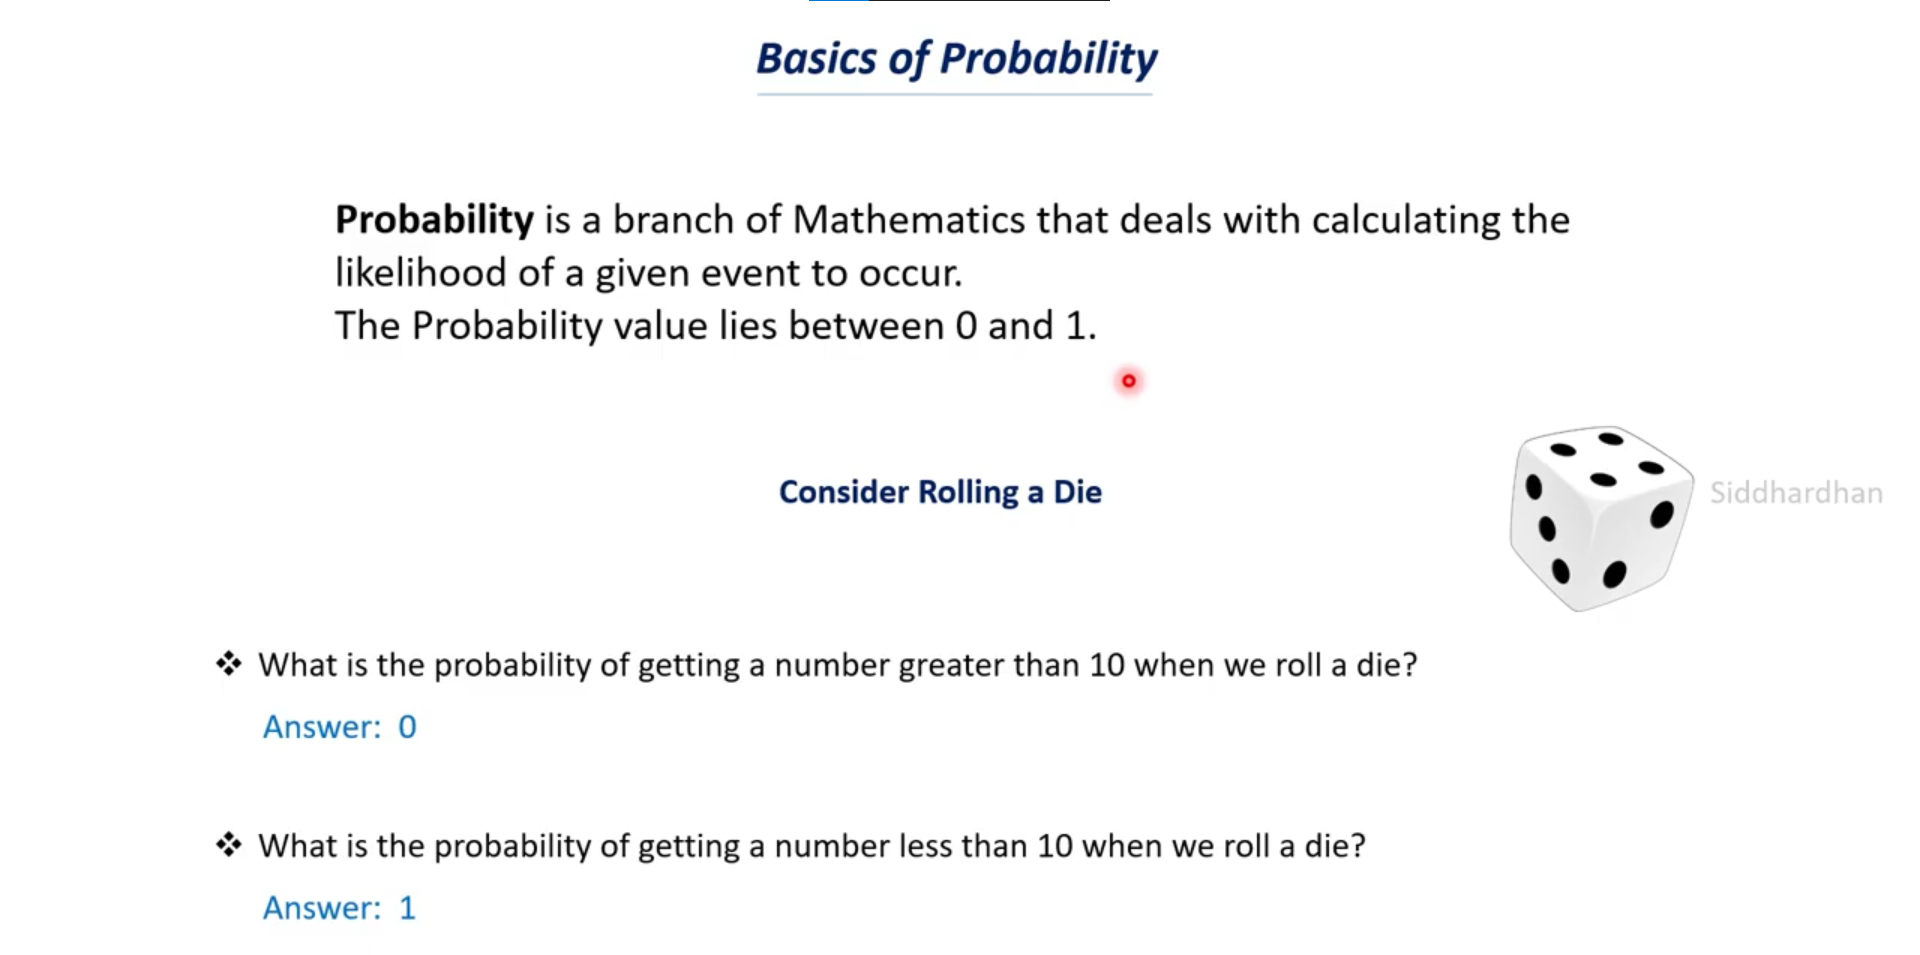 Basics of Probability
Probability is a branch of Mathematics that deals with calculating the
likelihood of a given event to occur.
The Probability value lies between 0 and 1.
Consider Rolling a Die
Siddhardhan
❖ What is the probability of getting a number greater than 10 when we roll a die?
Answer: 0
❖ What is the probability of getting a number less than 10 when we roll a die?
Answer: 1